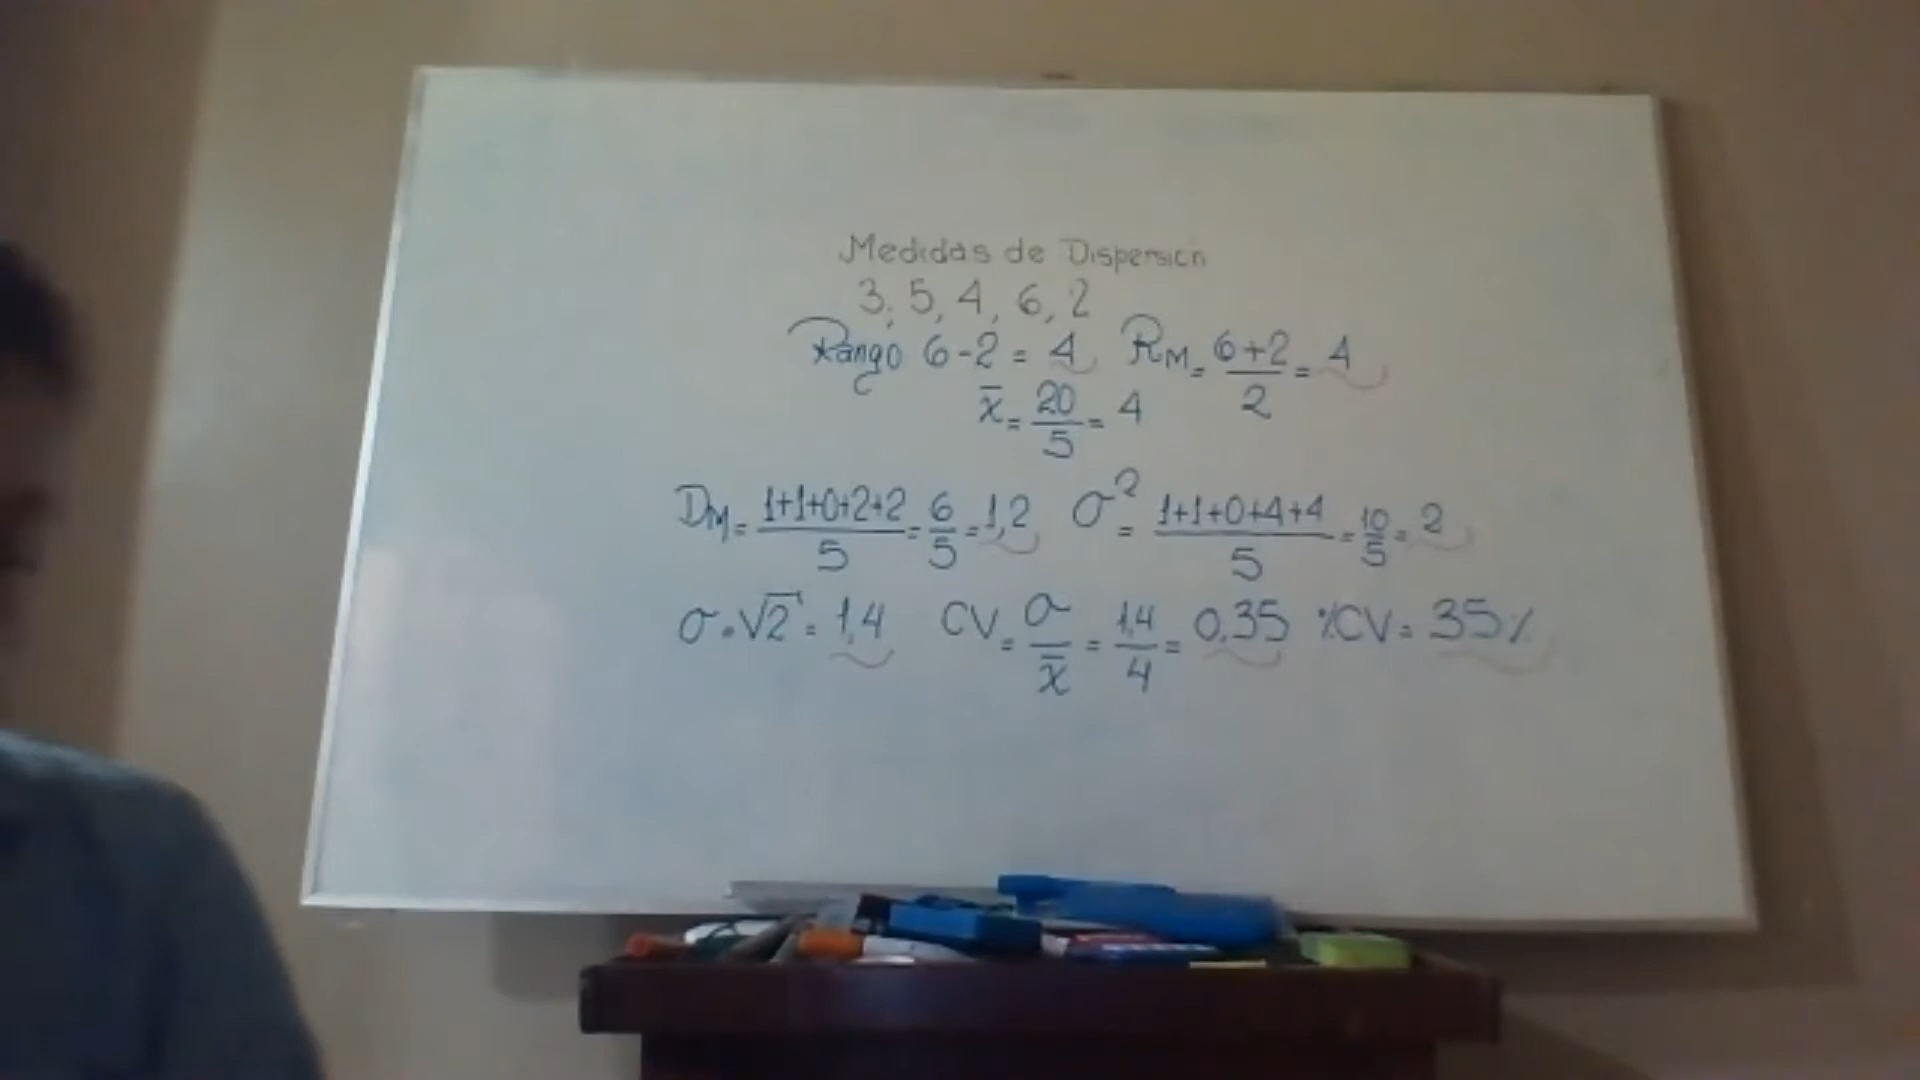 Medidas de Dispersión
3, 5, 4, 6, 2
Rango 6-2 = 4 RM = 6+2/2 = 4
x̄ = 20/5 = 4
DM = 1+1+0+2+2/5 = 6/5 = 1,2 σ² = 1+1+0+4+4/5 = 10/5 = 2
σ = √2 = 1,4 CV = σ/x̄ = 1,4/4 = 0,35 %CV = 35%